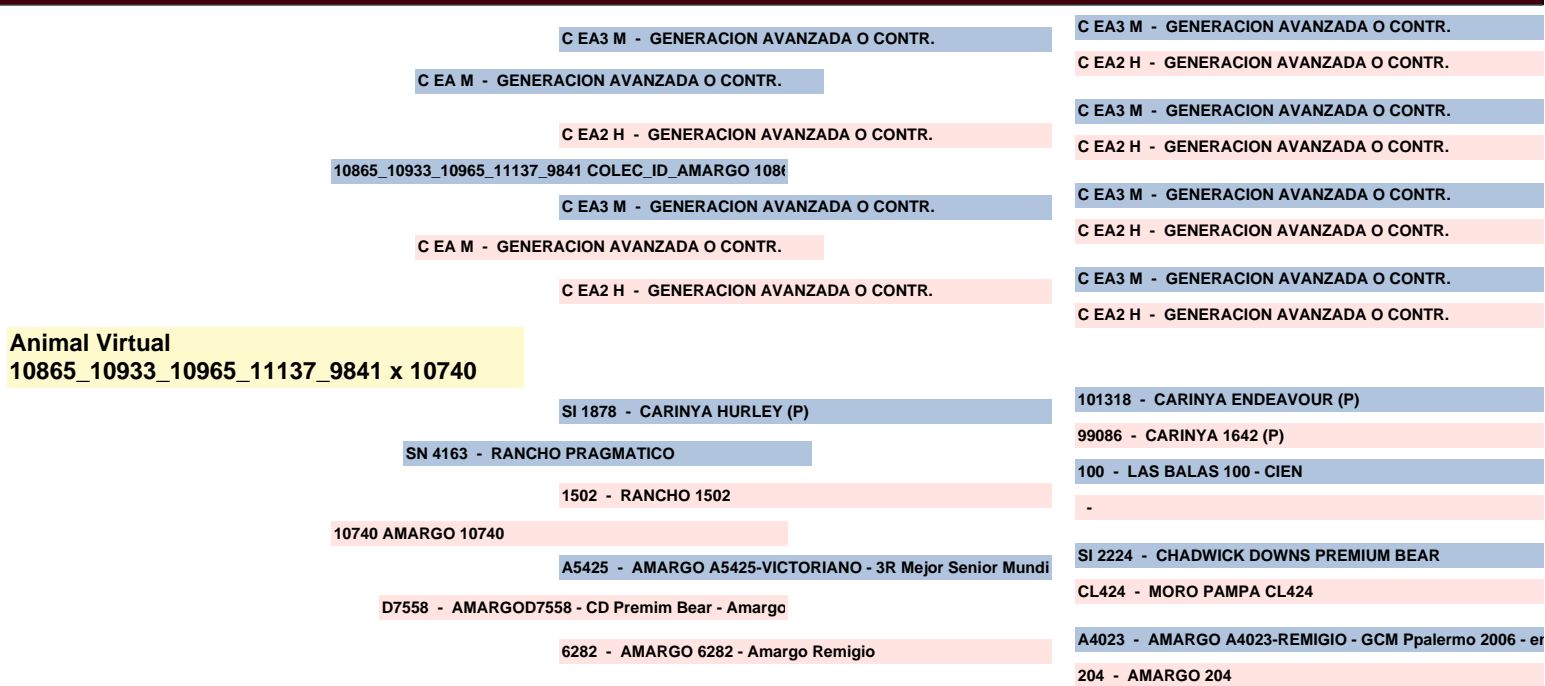 C EA3 M - GENERACION AVANZADA O CONTR.
C EA3 M - GENERACION AVANZADA O CONTR.
C EA2 H - GENERACION AVANZADA O CONTR.
C EA M - GENERACION AVANZADA O CONTR.
C EA3 M - GENERACION AVANZADA O CONTR.
C EA2 H - GENERACION AVANZADA O CONTR.
C EA2 H - GENERACION AVANZADA O CONTR.
10865_10933_10965_11137_9841 COLEC_ID_AMARGO 1086
C EA3 M - GENERACION AVANZADA O CONTR.
C EA3 M - GENERACION AVANZADA O CONTR.
C EA2 H - GENERACION AVANZADA O CONTR.
C EA M - GENERACION AVANZADA O CONTR.
C EA3 M - GENERACION AVANZADA O CONTR.
C EA2 H - GENERACION AVANZADA O CONTR.
C EA2 H - GENERACION AVANZADA O CONTR.
Animal Virtual
10865_10933_10965_11137_9841 x 10740
101318 - CARINYA ENDEAVOUR (P)
SI 1878 - CARINYA HURLEY (P)
99086 - CARINYA 1642 (P)
SN 4163 - RANCHO PRAGMATICO
100 - LAS BALAS 100 - CIEN
1502 - RANCHO 1502
-
10740 AMARGO 10740
SI 2224 - CHADWICK DOWNS PREMIUM BEAR
A5425 - AMARGO A5425-VICTORIANO - 3R Mejor Senior Mundi
CL424 - MORO PAMPA CL424
D7558 - AMARGOD7558 - CD Premim Bear - Amargo
A4023 - AMARGO A4023-REMIGIO - GCM Ppalermo 2006 - en
6282 - AMARGO 6282 - Amargo Remigio
204 - AMARGO 204